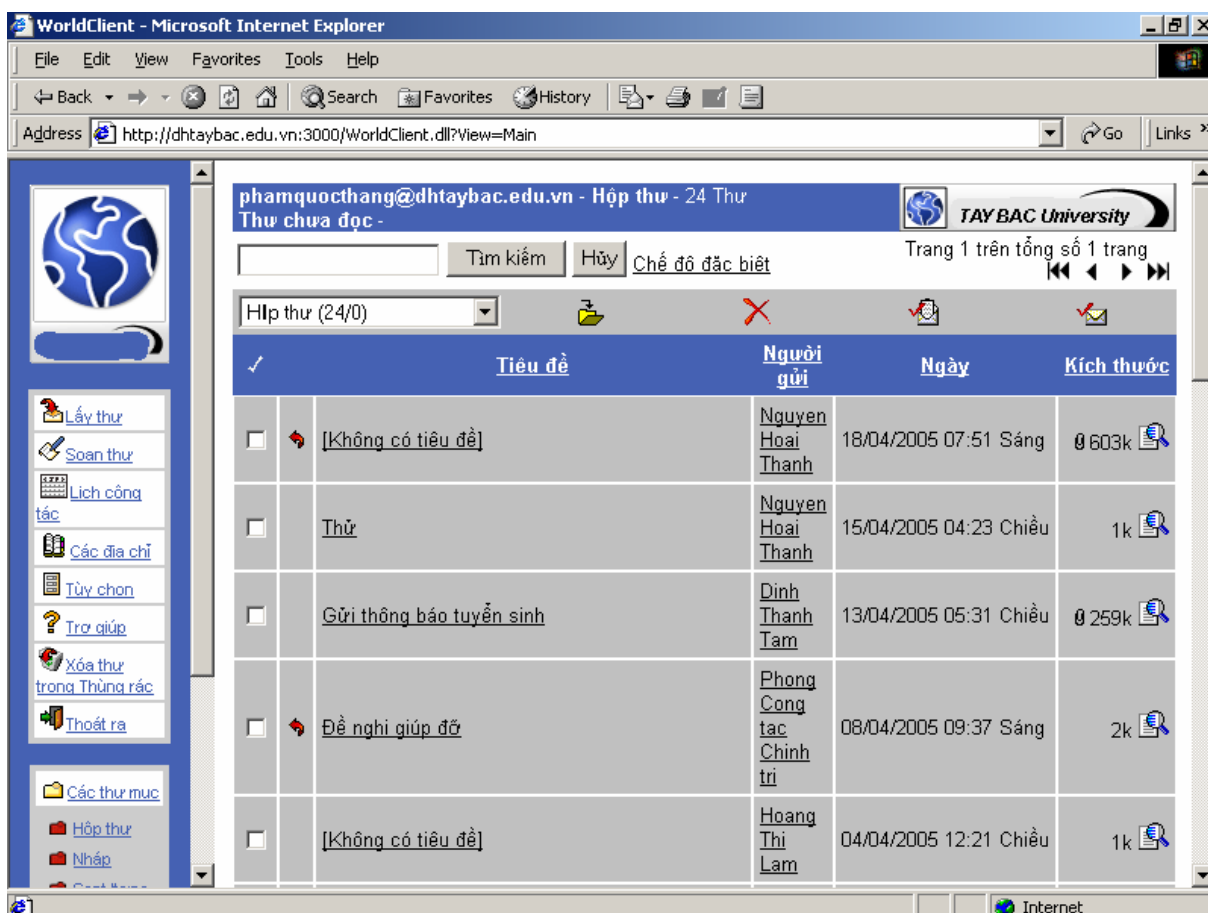 WorldClient - Microsoft Internet Explorer
File Edit View Favorites Tools Help
Back Search Favorites History
Address http://dhtaybac.edu.vn:3000/WorldClient.dll?View=Main Go Links »
phamquocthang@dhtaybac.edu.vn - Hộp thư - 24 Thư
Thư chưa đọc -
TAY BAC University
Tìm kiếm Hủy Chế độ đặc biệt
Trang 1 trên tổng số 1 trang
HIp thư (24/0)
Tiêu đề Người gửi Ngày Kích thước
[Không có tiêu đề] Nguyen Hoai Thanh 18/04/2005 07:51 Sáng 603k
Thử Nguyen Hoai Thanh 15/04/2005 04:23 Chiều 1k
Gửi thông báo tuyển sinh Dinh Thanh Tam 13/04/2005 05:31 Chiều 259k
Đề nghi giúp đỡ Phong Cong tac Chinh tri 08/04/2005 09:37 Sáng 2k
[Không có tiêu đề] Hoang Thi Lam 04/04/2005 12:21 Chiều 1k
Lấy thư
Soạn thư
Lịch công
tác
Các địa chỉ
Tùy chọn
Trợ giúp
Xóa thư
trong Thùng rác
Thoát ra
Các thư mục
Hộp thư
Nháp
Internet